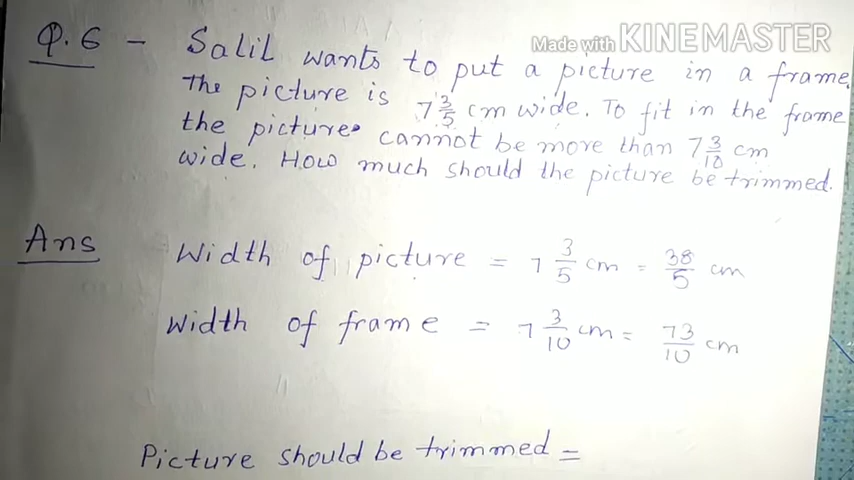 Made with KINEMASTER
Q.6 - Salil wants to put a picture in a frame.
The picture is 7 3/5 cm wide. To fit in the frame
the picture cannot be more than 7 3/10 cm
wide. How much should the picture be trimmed.
Ans Width of picture = 7 3/5 cm = 38/5 cm
Width of frame = 7 3/10 cm = 73/10 cm
Picture should be trimmed =